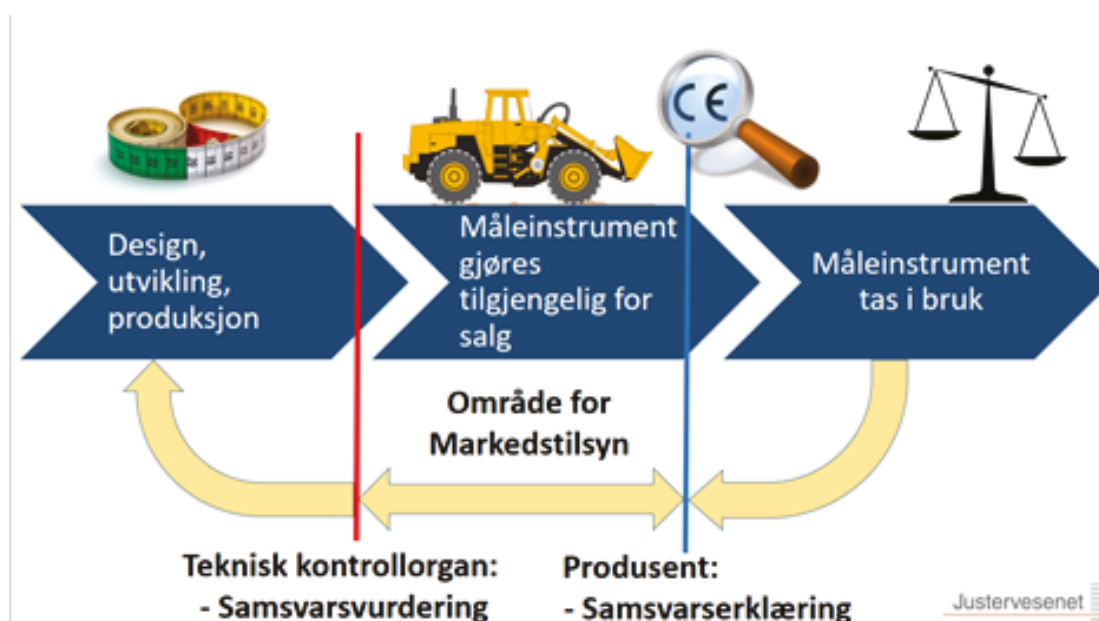 CE
Design,
utvikling,
produksjon
Måleinstrument
gjøres
tilgjengelig for
salg
Måleinstrument
tas i bruk
Område for
Markedstilsyn
Teknisk kontrollorgan:
- Samsvarsvurdering
Produsent:
- Samsvarserklæring
Justervesenet